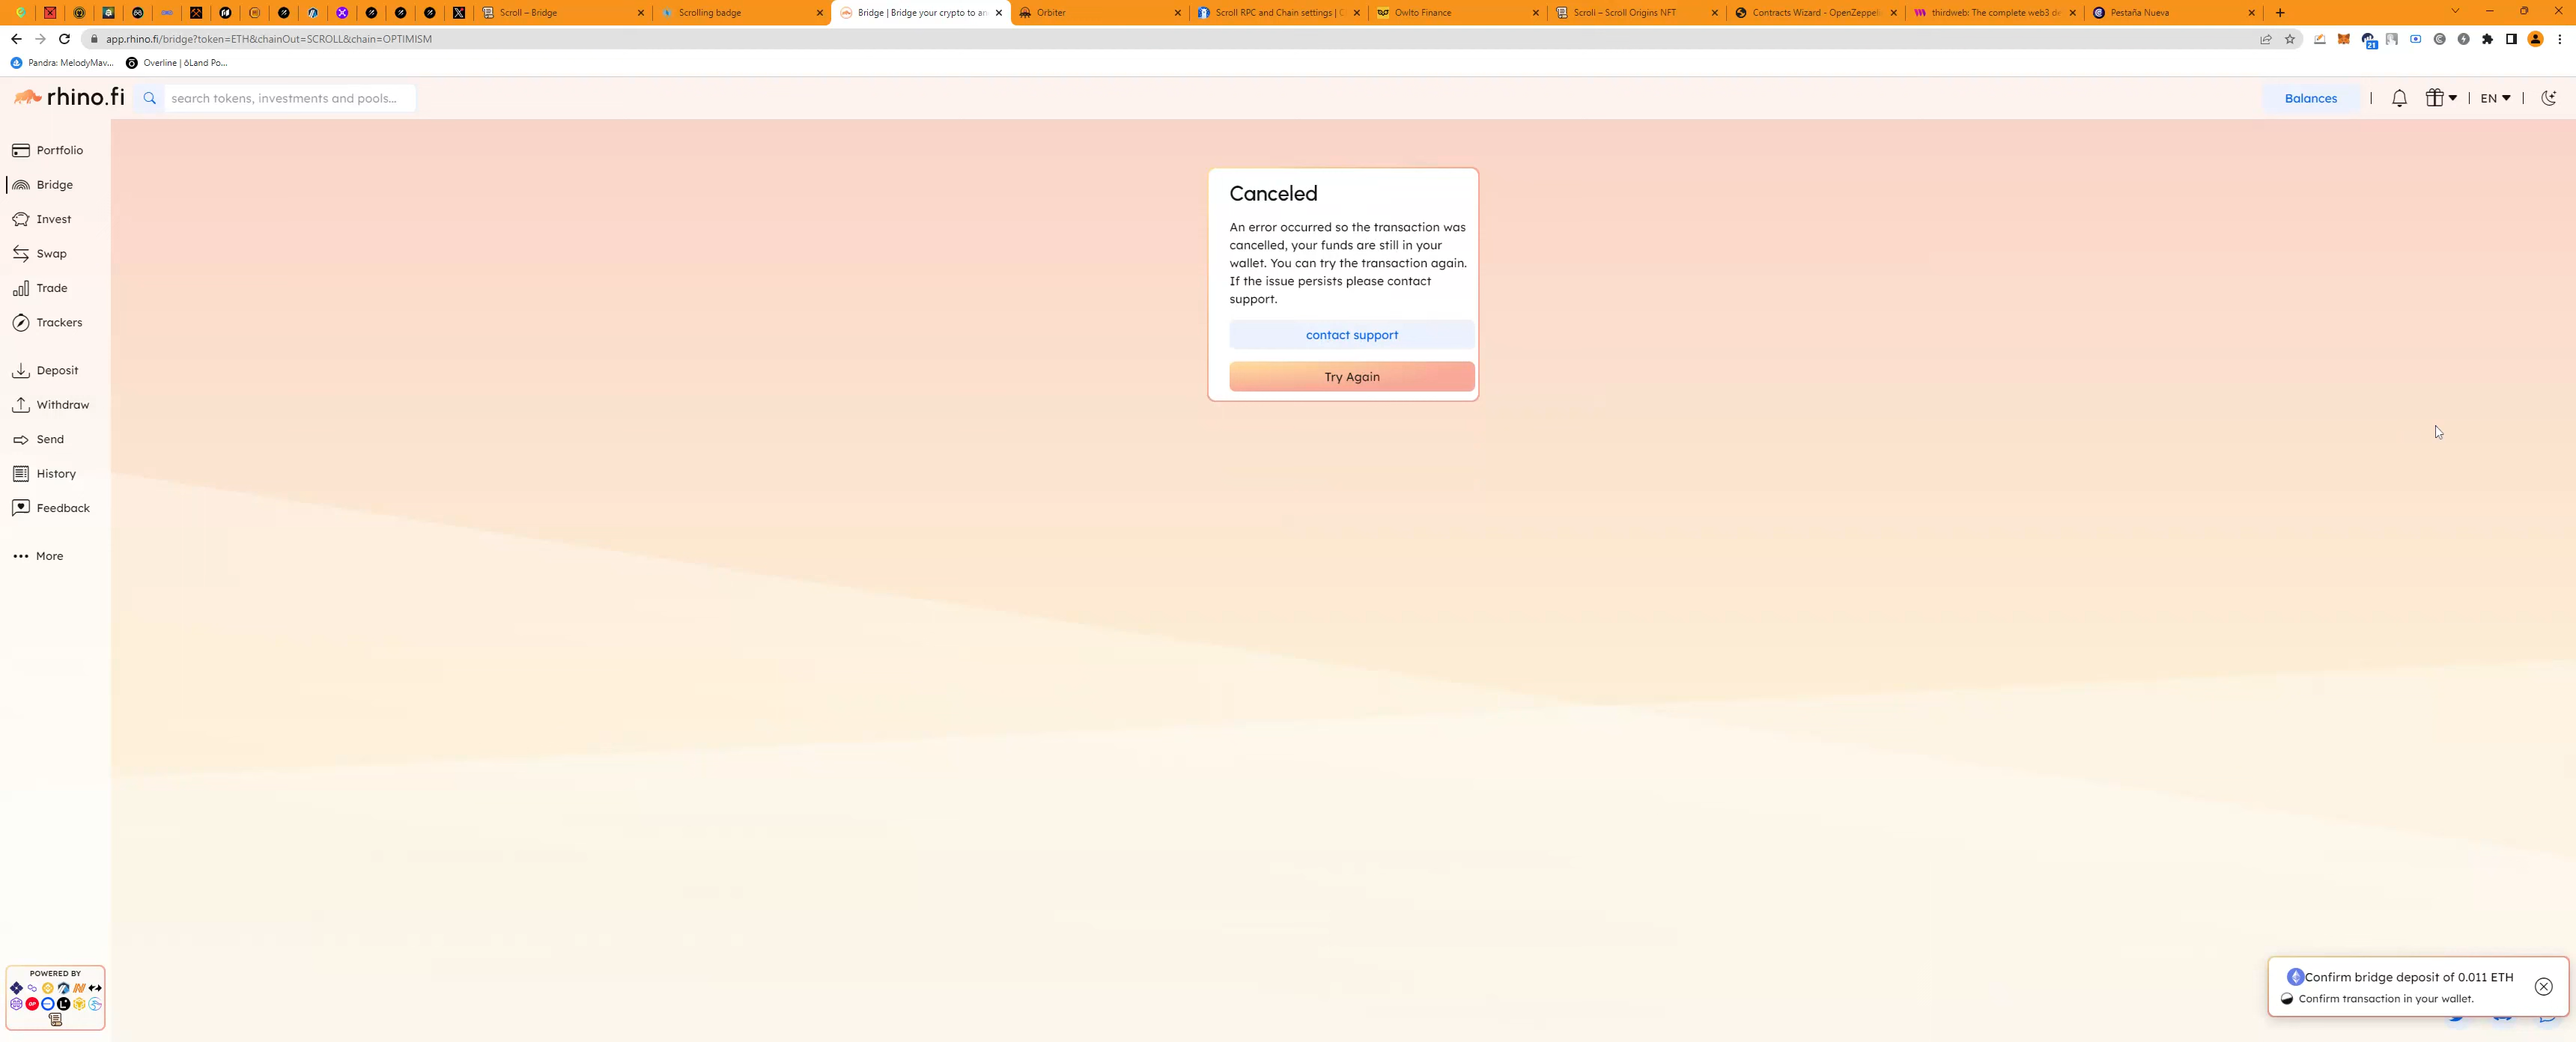 Scroll – Bridge
Scrolling badge
Bridge | Bridge your crypto to an
Orbiter
Scroll RPC and Chain settings | C
Owlto Finance
Scroll – Scroll Origins NFT
Contracts Wizard - OpenZeppeli
thirdweb: The complete web3 de
Pestaña Nueva
app.rhino.fi/bridge?token=ETH&chainOut=SCROLL&chain=OPTIMISM
21
Pandra: MelodyMav...
Overline | ōLand Po...
rhino.fi
search tokens, investments and pools...
Balances
EN
Portfolio
Bridge
Invest
Swap
Trade
Trackers
Deposit
Withdraw
Send
History
Feedback
More
Canceled
An error occurred so the transaction was
cancelled, your funds are still in your
wallet. You can try the transaction again.
If the issue persists please contact
support.
contact support
Try Again
POWERED BY
OP
Confirm bridge deposit of 0.011 ETH
Confirm transaction in your wallet.